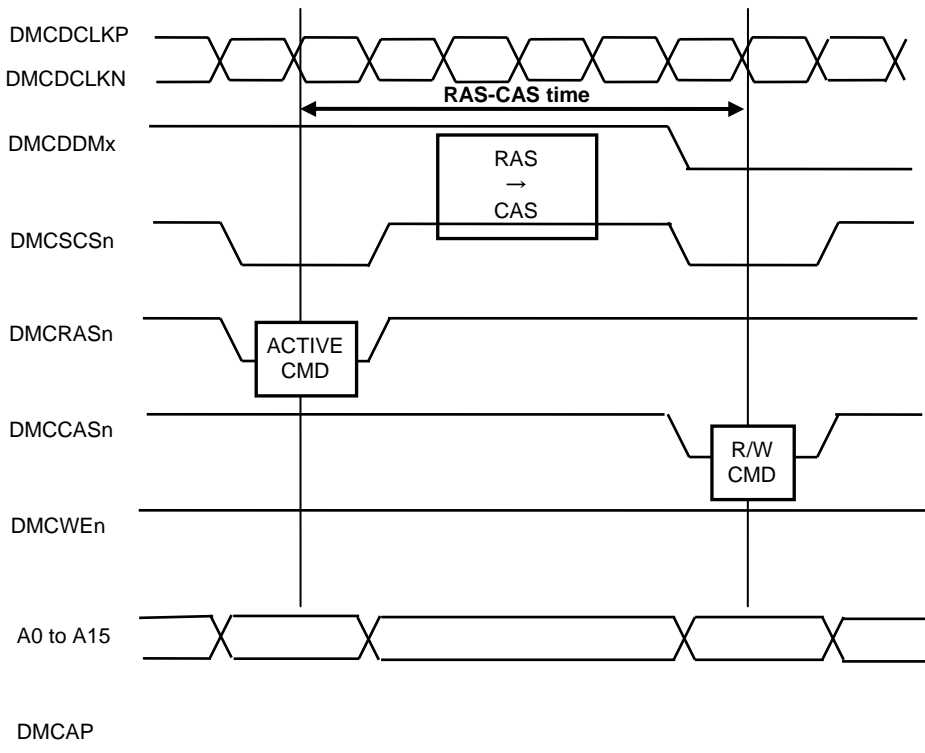 DMCDCLKP
DMCDCLKN
RAS-CAS time
DMCDDMx
RAS
→
CAS
DMCSCSn
DMCRASn
ACTIVE
CMD
DMCCASn
R/W
CMD
DMCWEn
A0 to A15
DMCAP